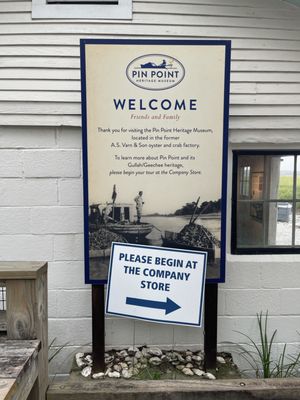 PIN POINT
HERITAGE MUSEUM
WELCOME
Friends and Family
Thank you for visiting the Pin Point Heritage Museum,
located in the former
A.S. Varn & Son oyster and crab factory.
To learn more about Pin Point and its
Gullah/Geechee heritage,
please begin your tour at the Company Store.
PLEASE BEGIN AT
THE COMPANY
STORE